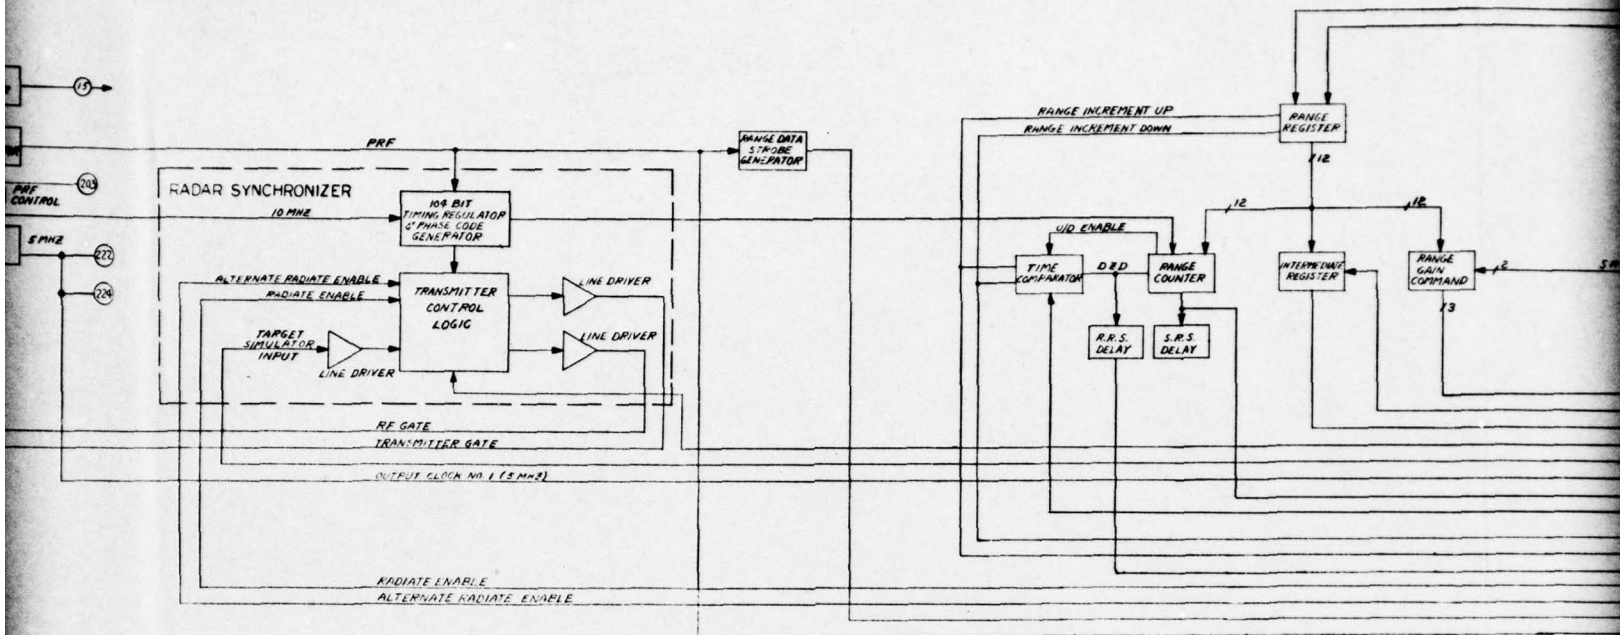 15
PRF
203
PRF
CONTROL
5 MHZ
222
224
RADAR SYNCHRONIZER
10 MHZ
104 BIT
TIMING REGULATOR
& PHASE CODE
GENERATOR
ALTERNATE RADIATE ENABLE
RADIATE ENABLE
TRANSMITTER
CONTROL
LOGIC
LINE DRIVER
LINE DRIVER
TARGET
SIMULATOR
INPUT
LINE DRIVER
RF GATE
TRANSMITTER GATE
OUTPUT CLOCK NO. 1 (5 MHZ)
RADIATE ENABLE
ALTERNATE RADIATE ENABLE
RANGE DATA
STROBE
GENERATOR
RANGE INCREMENT UP
RANGE INCREMENT DOWN
RANGE
REGISTER
12
12
12
U/D ENABLE
TIME
COMPARATOR
RANGE
COUNTER
INTERMEDIATE
REGISTER
RANGE
GAIN
COMMAND
2
3
R.R.S.
DELAY
S.R.S.
DELAY